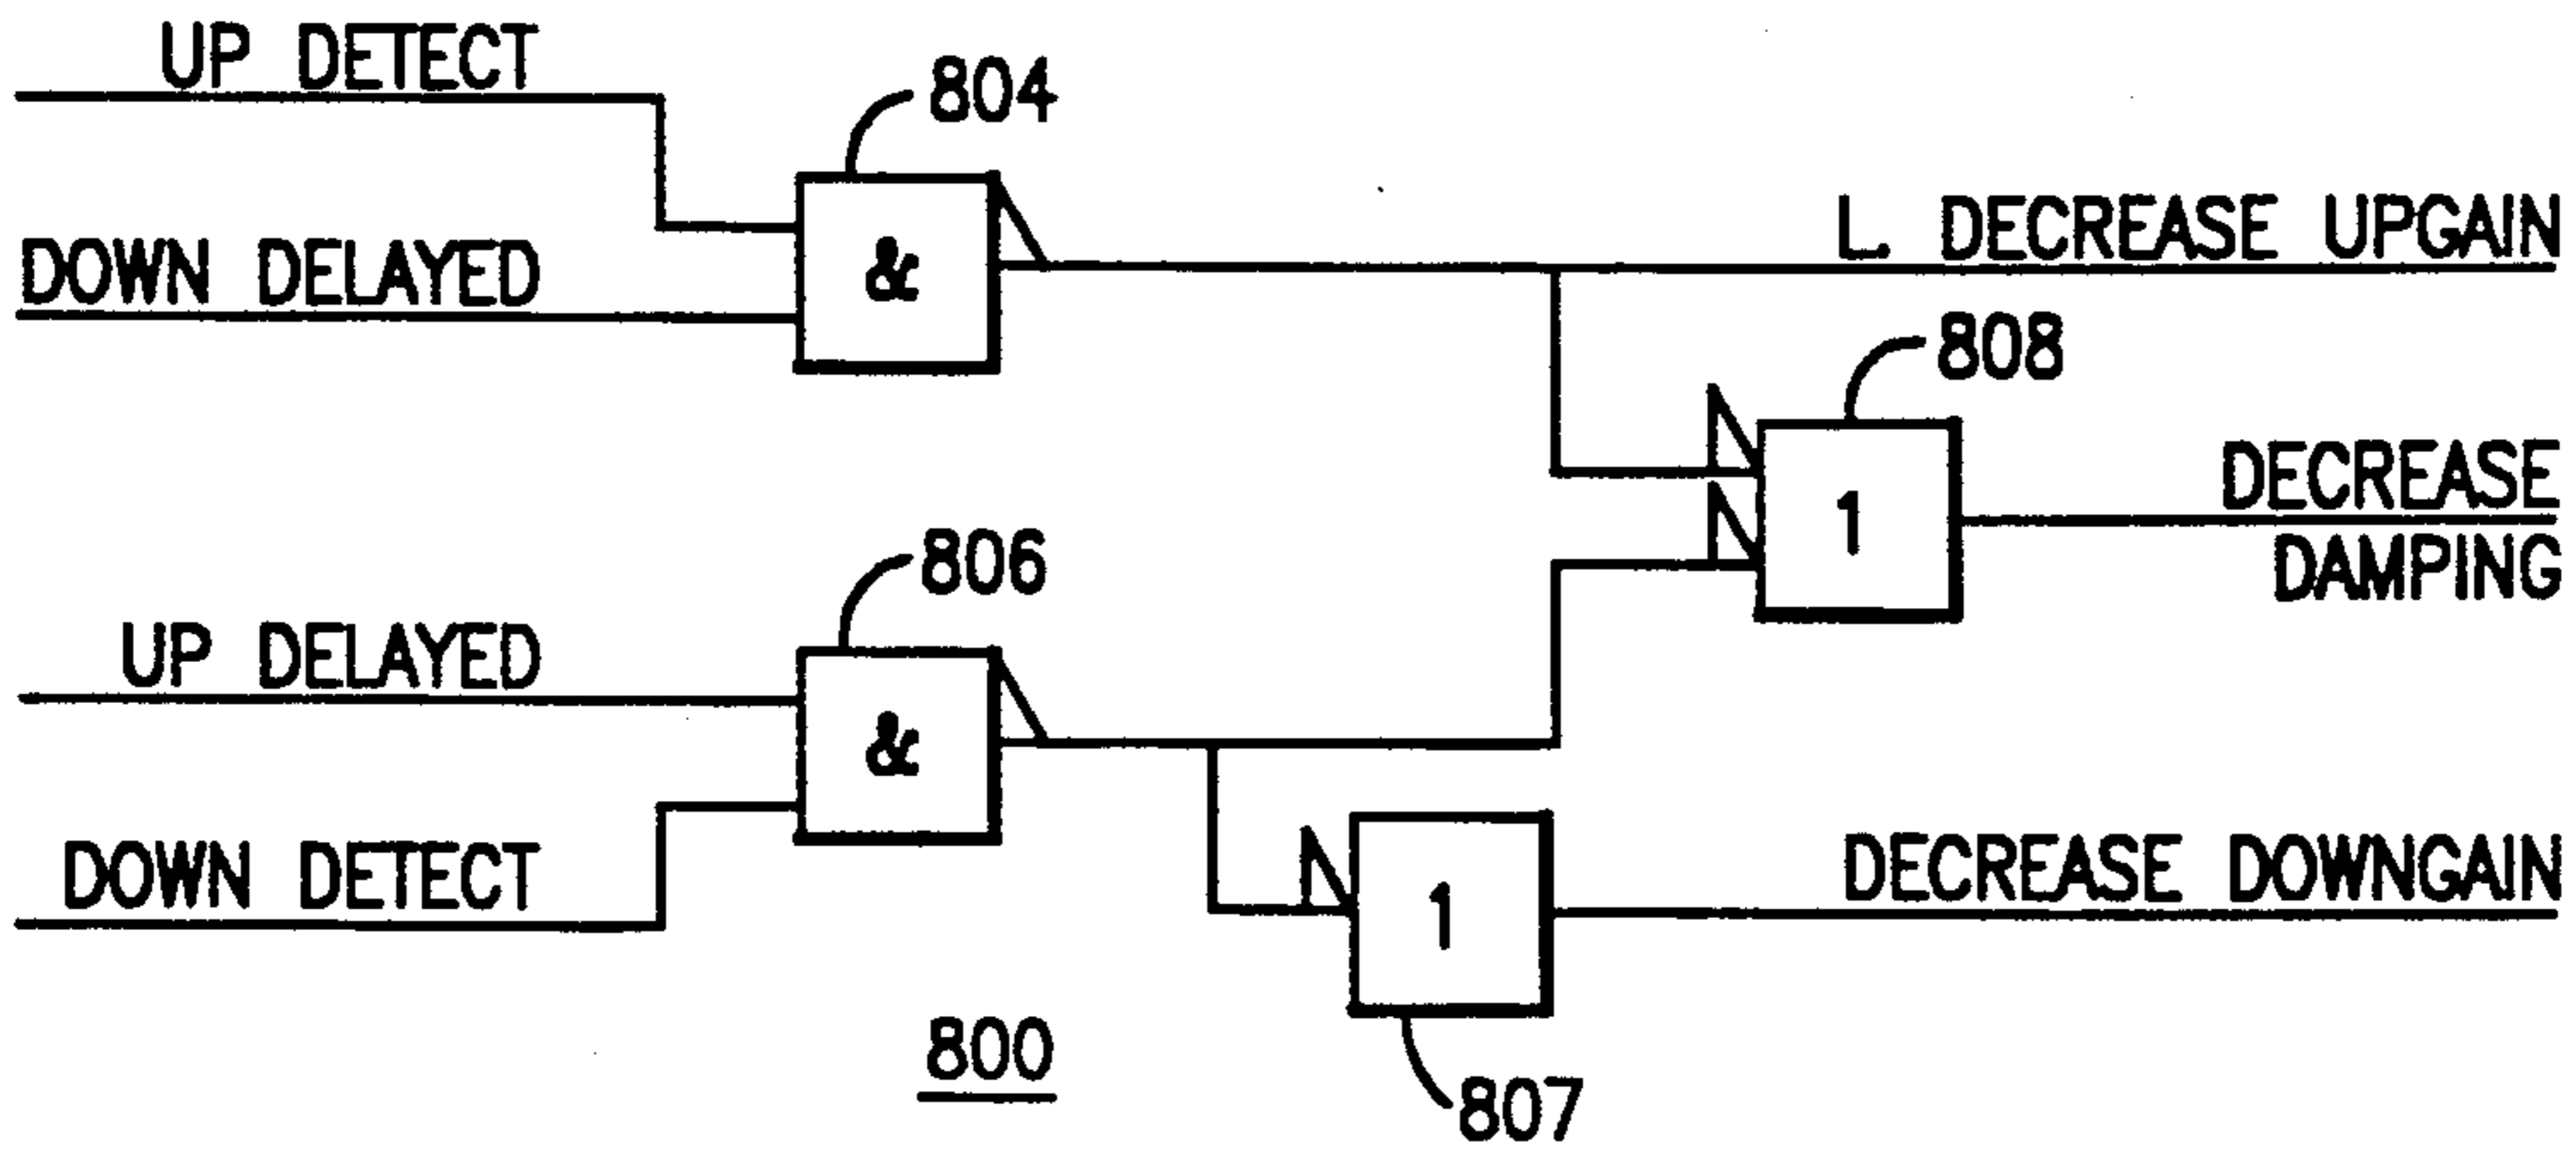 UP DETECT
804
DOWN DELAYED
&
L. DECREASE UPGAIN
808
1
DECREASE
DAMPING
806
UP DELAYED
&
DOWN DETECT
1
DECREASE DOWNGAIN
800
807